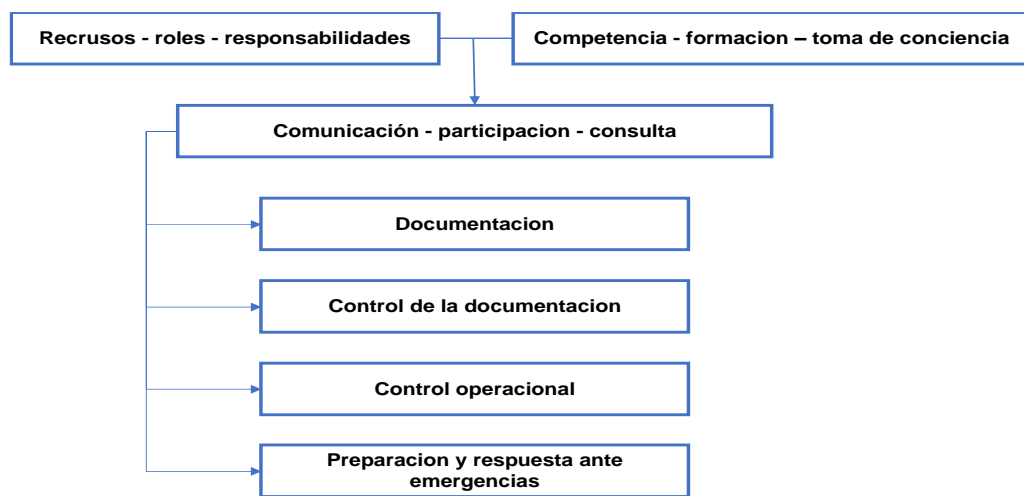 Recrusos - roles - responsabilidades
Competencia - formacion – toma de conciencia
Comunicación - participacion - consulta
Documentacion
Control de la documentacion
Control operacional
Preparacion y respuesta ante
emergencias